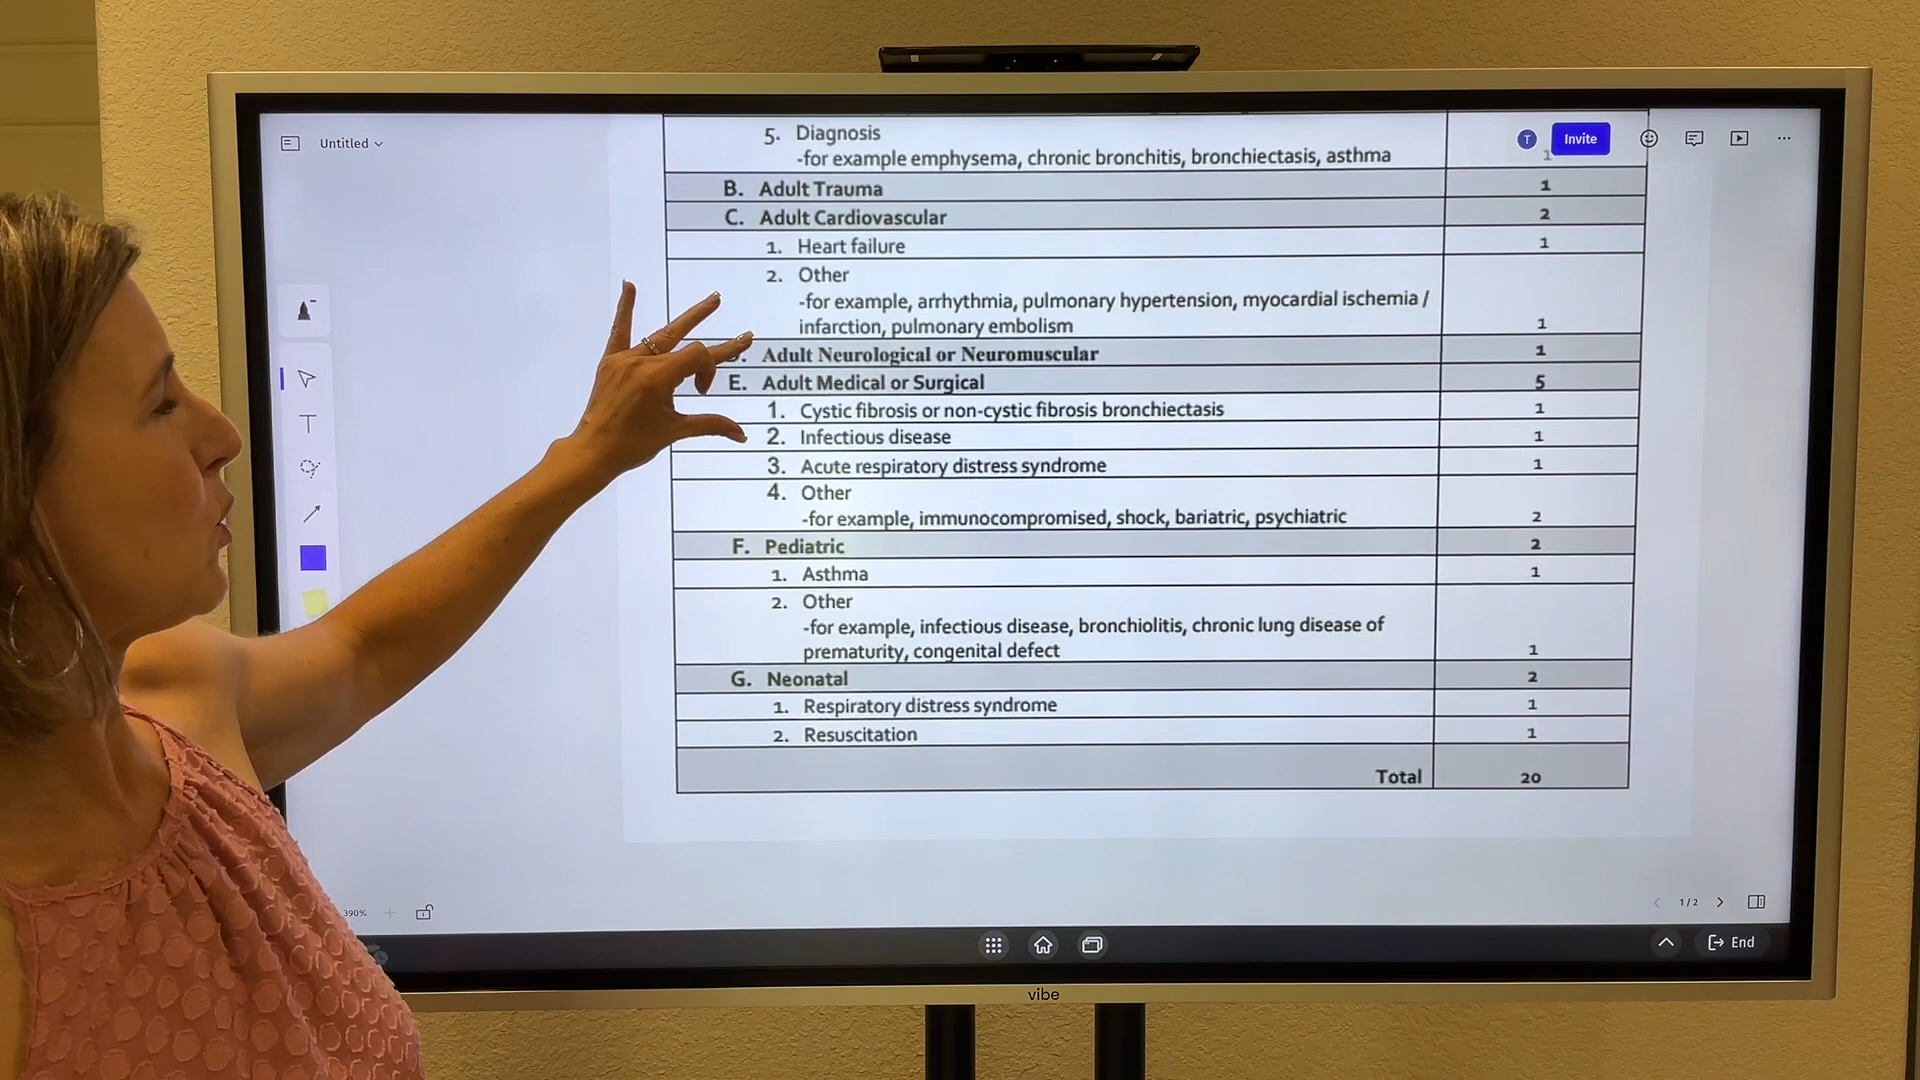 Untitled
T
Invite
5. Diagnosis
-for example emphysema, chronic bronchitis, bronchiectasis, asthma 1
B. Adult Trauma 1
C. Adult Cardiovascular 2
1. Heart failure 1
2. Other
-for example, arrhythmia, pulmonary hypertension, myocardial ischemia /
infarction, pulmonary embolism 1
Adult Neurological or Neuromuscular 1
E. Adult Medical or Surgical 5
1. Cystic fibrosis or non-cystic fibrosis bronchiectasis 1
2. Infectious disease 1
3. Acute respiratory distress syndrome 1
4. Other
-for example, immunocompromised, shock, bariatric, psychiatric 2
F. Pediatric 2
1. Asthma 1
2. Other
-for example, infectious disease, bronchiolitis, chronic lung disease of
prematurity, congenital defect 1
G. Neonatal 2
1. Respiratory distress syndrome 1
2. Resuscitation 1
Total 20
T
390%
1/2
End
vibe